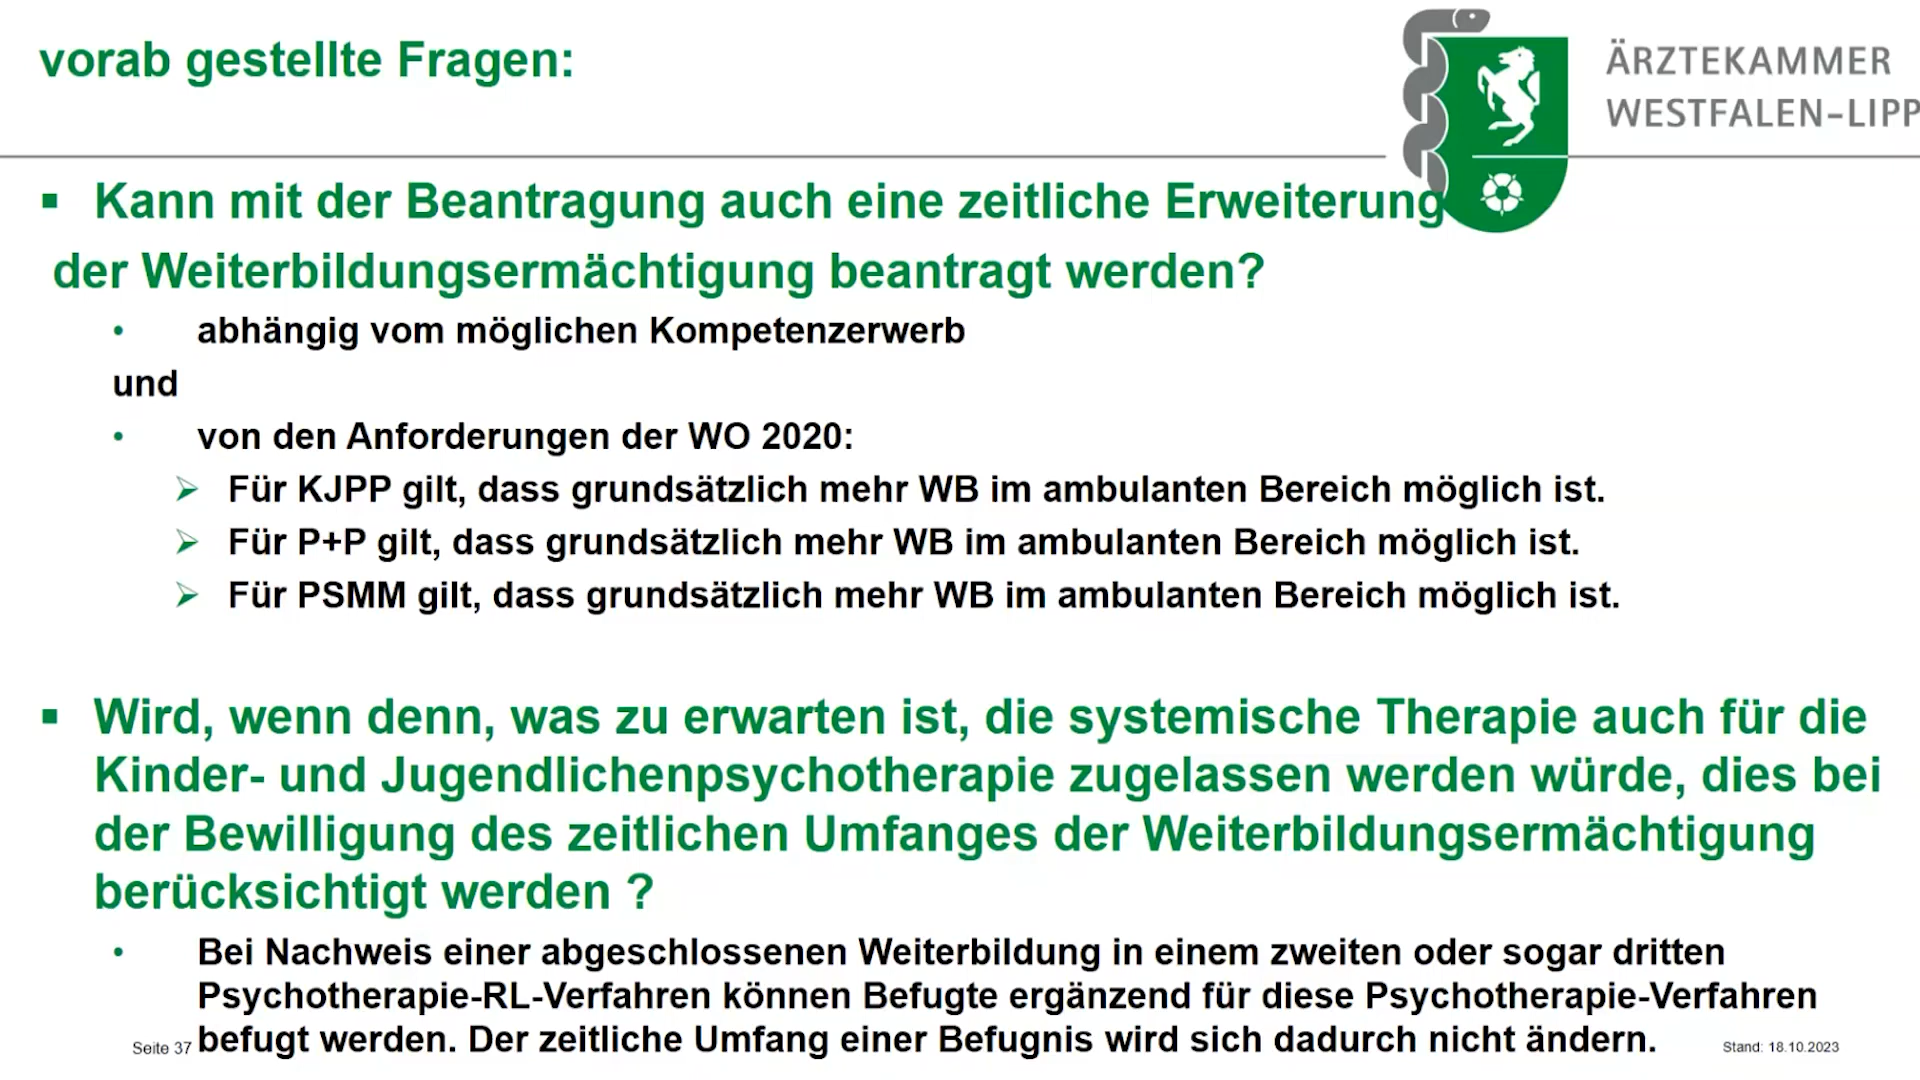 vorab gestellte Fragen:
ÄRZTEKAMMER
WESTFALEN-LIPP
▪ Kann mit der Beantragung auch eine zeitliche Erweiterung
der Weiterbildungsermächtigung beantragt werden?
• abhängig vom möglichen Kompetenzerwerb
und
• von den Anforderungen der WO 2020:
➢ Für KJPP gilt, dass grundsätzlich mehr WB im ambulanten Bereich möglich ist.
➢ Für P+P gilt, dass grundsätzlich mehr WB im ambulanten Bereich möglich ist.
➢ Für PSMM gilt, dass grundsätzlich mehr WB im ambulanten Bereich möglich ist.
▪ Wird, wenn denn, was zu erwarten ist, die systemische Therapie auch für die
Kinder- und Jugendlichenpsychotherapie zugelassen werden würde, dies bei
der Bewilligung des zeitlichen Umfanges der Weiterbildungsermächtigung
berücksichtigt werden ?
• Bei Nachweis einer abgeschlossenen Weiterbildung in einem zweiten oder sogar dritten
Psychotherapie-RL-Verfahren können Befugte ergänzend für diese Psychotherapie-Verfahren
befugt werden. Der zeitliche Umfang einer Befugnis wird sich dadurch nicht ändern.
Seite 37
Stand: 18.10.2023